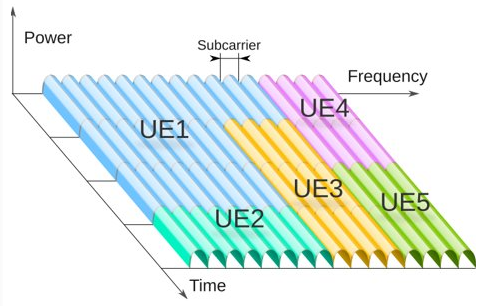 Power
Subcarrier
Frequency
UE4
UE1
UE3
UE5
UE2
Time